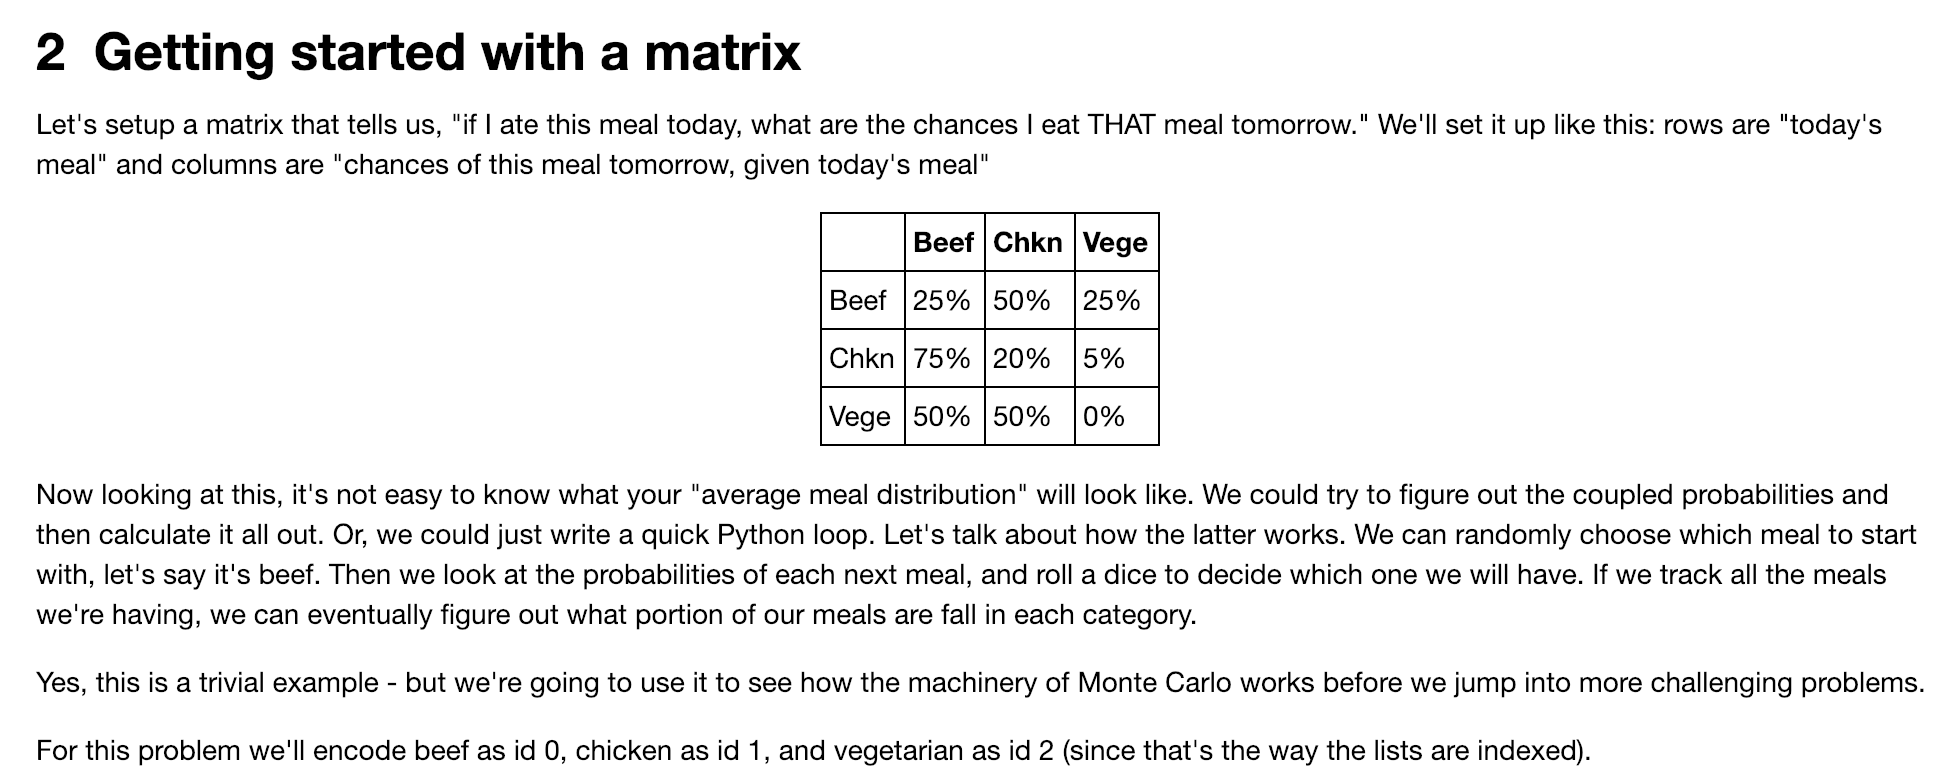 2 Getting started with a matrix
Let's setup a matrix that tells us, "if I ate this meal today, what are the chances I eat THAT meal tomorrow." We'll set it up like this: rows are "today's
meal" and columns are "chances of this meal tomorrow, given today's meal"
Beef Chkn Vege
Beef 25% 50% 25%
Chkn 75% 20% 5%
Vege 50% 50% 0%
Now looking at this, it's not easy to know what your "average meal distribution" will look like. We could try to figure out the coupled probabilities and
then calculate it all out. Or, we could just write a quick Python loop. Let's talk about how the latter works. We can randomly choose which meal to start
with, let's say it's beef. Then we look at the probabilities of each next meal, and roll a dice to decide which one we will have. If we track all the meals
we're having, we can eventually figure out what portion of our meals are fall in each category.
Yes, this is a trivial example - but we're going to use it to see how the machinery of Monte Carlo works before we jump into more challenging problems.
For this problem we'll encode beef as id 0, chicken as id 1, and vegetarian as id 2 (since that's the way the lists are indexed).